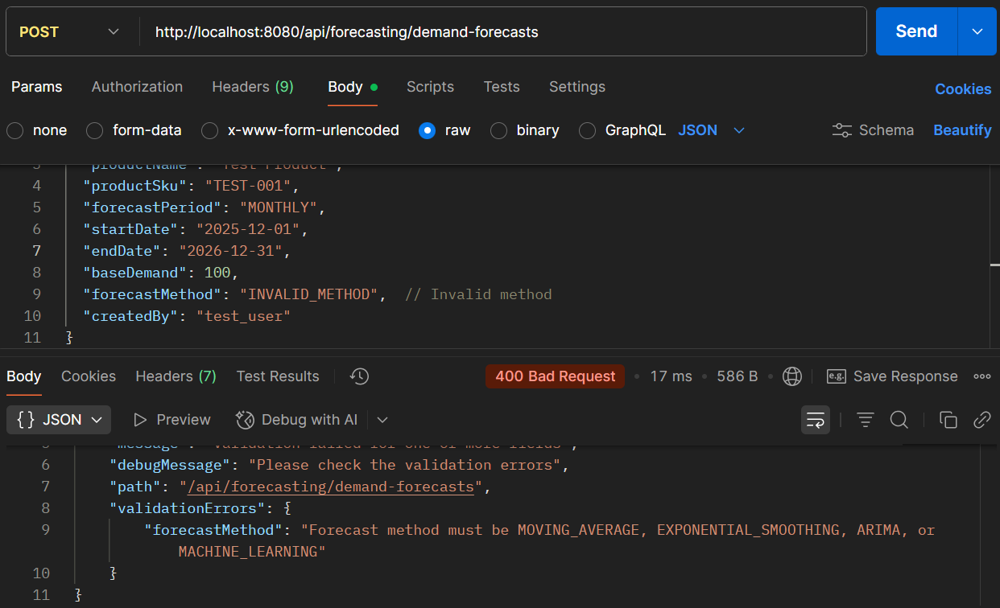 POST http://localhost:8080/api/forecasting/demand-forecasts Send
Params Authorization Headers (9) Body Scripts Tests Settings Cookies
none form-data x-www-form-urlencoded raw binary GraphQL JSON Schema Beautify
3 "productName": "Test Product",
4 "productSku": "TEST-001",
5 "forecastPeriod": "MONTHLY",
6 "startDate": "2025-12-01",
7 "endDate": "2026-12-31",
8 "baseDemand": 100,
9 "forecastMethod": "INVALID_METHOD", // Invalid method
10 "createdBy": "test_user"
11 }
Body Cookies Headers (7) Test Results 400 Bad Request 17 ms 586 B e.g. Save Response
{} JSON Preview Debug with AI
5 "message": "Validation failed for one or more fields",
6 "debugMessage": "Please check the validation errors",
7 "path": "/api/forecasting/demand-forecasts",
8 "validationErrors": {
9 "forecastMethod": "Forecast method must be MOVING_AVERAGE, EXPONENTIAL_SMOOTHING, ARIMA, or
MACHINE_LEARNING"
10 }
11 }